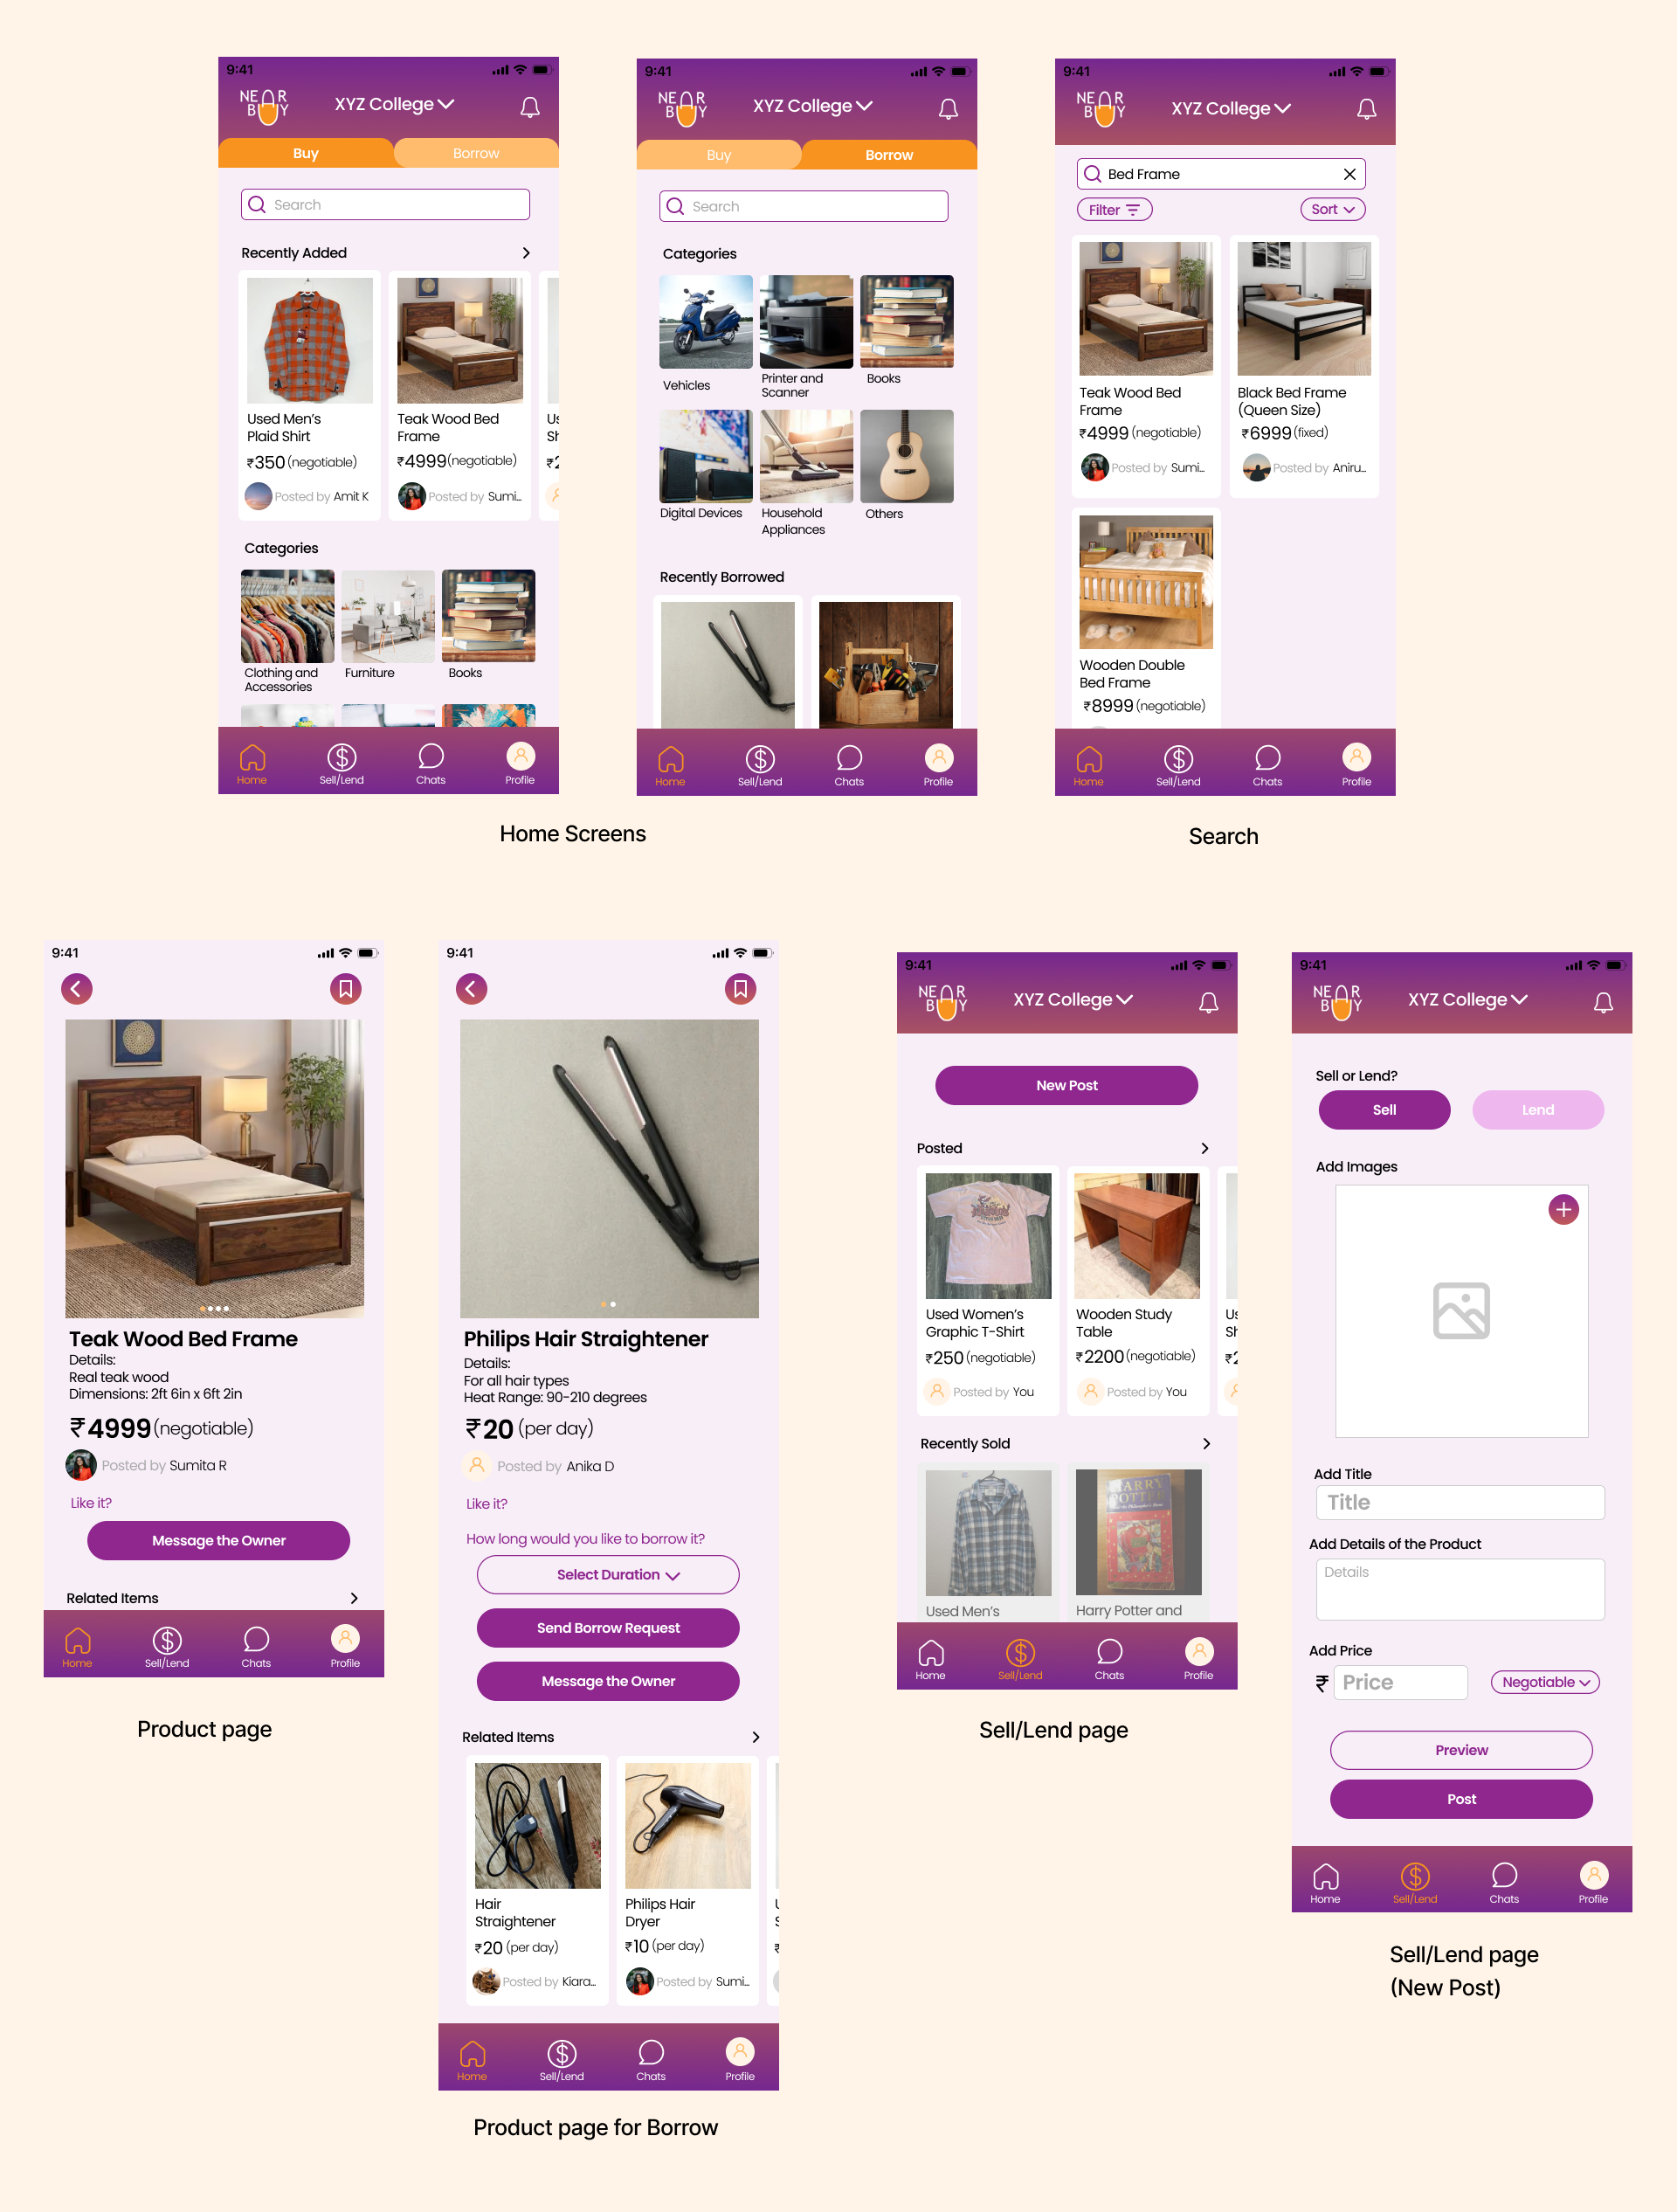 9:41
NEAR
BUY
XYZ College
Buy
Borrow
Search
Recently Added
Used Men's
Plaid Shirt
₹350 (negotiable)
Posted by Amit K
Teak Wood Bed
Frame
₹4999 (negotiable)
Posted by Sumi...
Categories
Clothing and
Accessories
Furniture
Books
Home
Sell/Lend
Chats
Profile
9:41
NEAR
BUY
XYZ College
Buy
Borrow
Search
Categories
Vehicles
Printer and
Scanner
Books
Digital Devices
Household
Appliances
Others
Recently Borrowed
Home
Sell/Lend
Chats
Profile
Home Screens
9:41
NEAR
BUY
XYZ College
Bed Frame
Filter
Sort
Teak Wood Bed
Frame
₹4999 (negotiable)
Posted by Sumi...
Black Bed Frame
(Queen Size)
₹6999 (fixed)
Posted by Aniru...
Wooden Double
Bed Frame
₹8999 (negotiable)
Home
Sell/Lend
Chats
Profile
Search
9:41
Teak Wood Bed Frame
Details:
Real teak wood
Dimensions: 2ft 6in x 6ft 2in
₹4999 (negotiable)
Posted by Sumita R
Like it?
Message the Owner
Related Items
Home
Sell/Lend
Chats
Profile
Product page
9:41
Philips Hair Straightener
Details:
For all hair types
Heat Range: 90-210 degrees
₹20 (per day)
Posted by Anika D
Like it?
How long would you like to borrow it?
Select Duration
Send Borrow Request
Message the Owner
Related Items
Hair
Straightener
₹20 (per day)
Posted by Kiara...
Philips Hair
Dryer
₹10 (per day)
Posted by Sumi...
Home
Sell/Lend
Chats
Profile
Product page for Borrow
9:41
NEAR
BUY
XYZ College
New Post
Posted
Used Women's
Graphic T-Shirt
₹250 (negotiable)
Posted by You
Wooden Study
Table
₹2200 (negotiable)
Posted by You
Recently Sold
HARRY
POTTER
Used Men's
Harry Potter and
Home
Sell/Lend
Chats
Profile
Sell/Lend page
9:41
NEAR
BUY
XYZ College
Sell or Lend?
Sell
Lend
Add Images
Add Title
Title
Add Details of the Product
Details
Add Price
₹ Price
Negotiable
Preview
Post
Home
Sell/Lend
Chats
Profile
Sell/Lend page
(New Post)